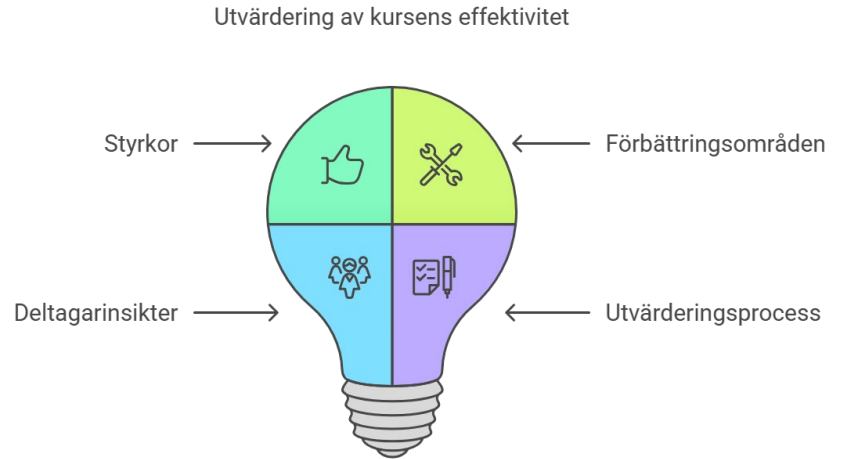 Utvärdering av kursens effektivitet
Styrkor
Förbättringsområden
Deltagarinsikter
Utvärderingsprocess